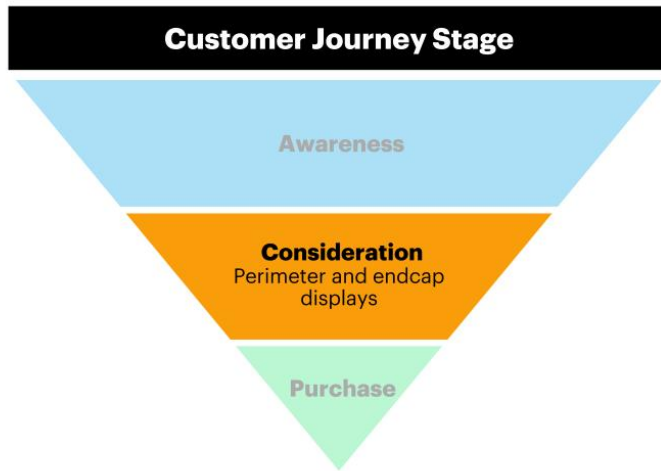 Customer Journey Stage
Awareness
Consideration
Perimeter and endcap
displays
Purchase